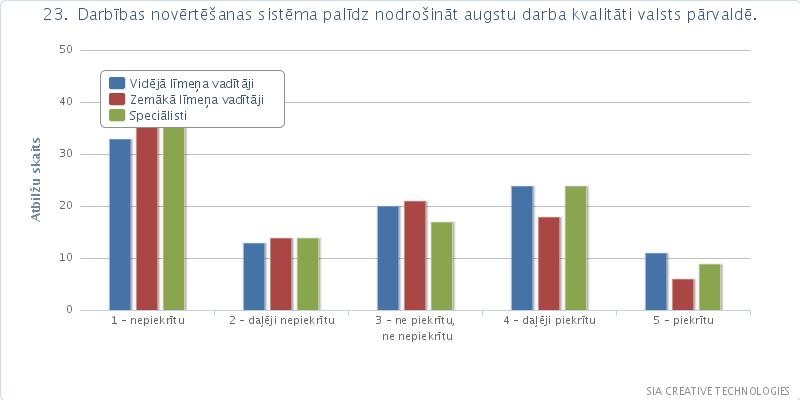 23. Darbības novērtēšanas sistēma palīdz nodrošināt augstu darba kvalitāti valsts pārvaldē.
50
40
30
20
10
0
Atbilžu skaits
Vidējā līmeņa vadītāji
Zemākā līmeņa vadītāji
Speciālisti
1 - nepiekrītu
2 - daļēji nepiekrītu
3 - ne piekrītu,
ne nepiekrītu
4 - daļēji piekrītu
5 - piekrītu
SIA CREATIVE TECHNOLOGIES